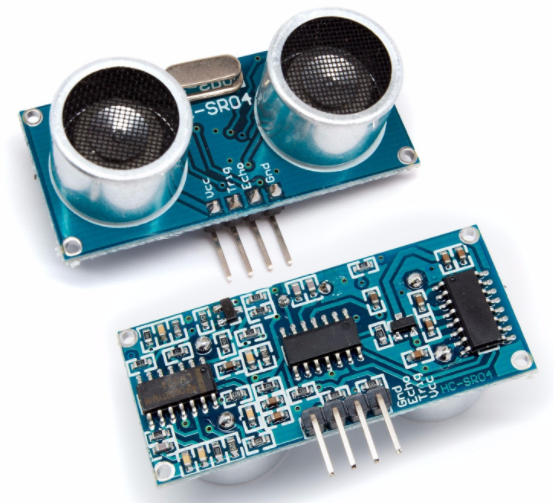 -SR04
Vcc
Trig
Echo
Gnd
Gnd
Echo
Trig
Vcc
HC-SR04